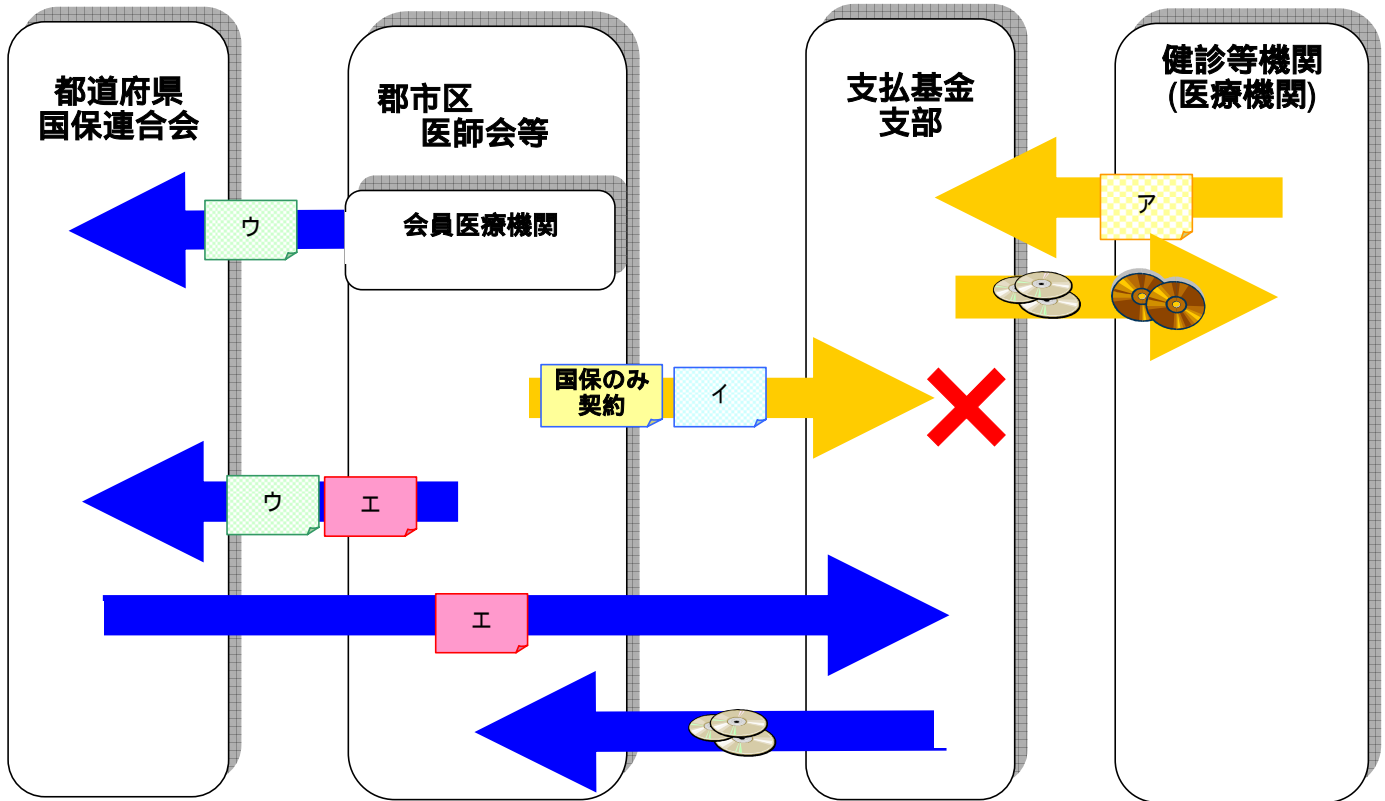 都道府県
国保連合会
郡市区
医師会等
支払基金
支部
健診等機関
(医療機関)
ア
ウ
会員医療機関
国保のみ
契約
イ
ウ
エ
エ